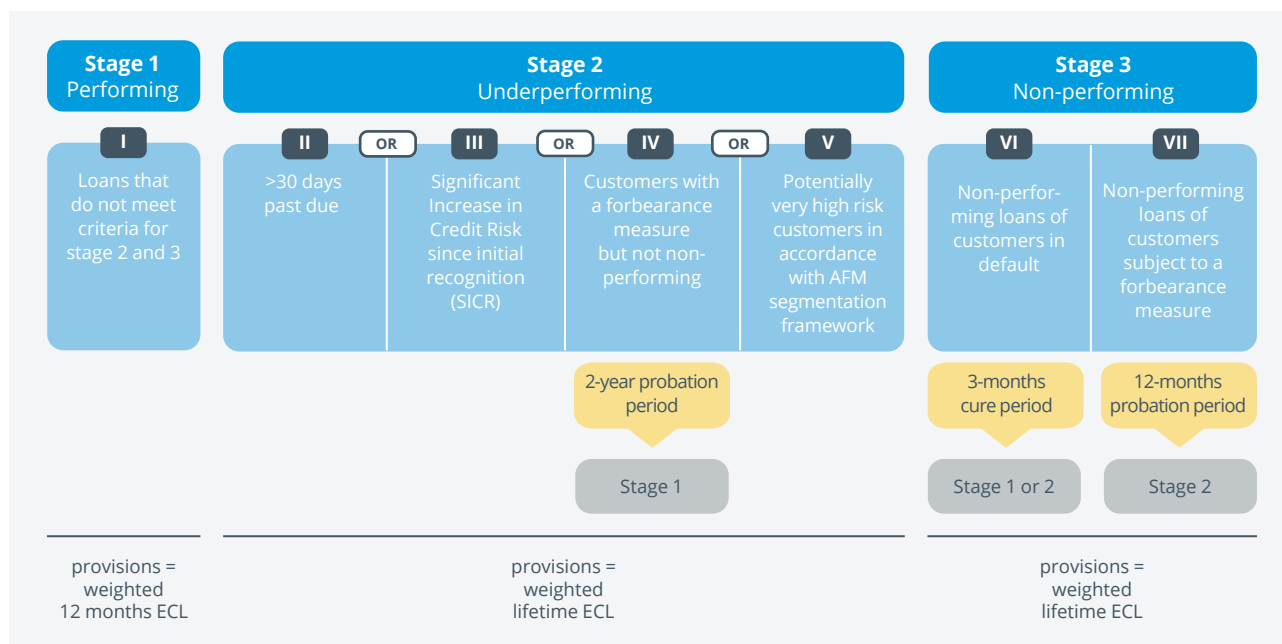 Stage 1
Performing
Stage 2
Underperforming
Stage 3
Non-performing
I
II
OR
III
OR
IV
OR
V
VI
VII
Loans that
do not meet
criteria for
stage 2 and 3
>30 days
past due
Significant
Increase in
Credit Risk
since initial
recognition
(SICR)
Customers with
a forbearance
measure
but not non-
performing
Potentially
very high risk
customers in
accordance
with AFM
segmentation
framework
Non-perfor-
ming loans of
customers in
default
Non-performing
loans of
customers
subject to a
forbearance
measure
2-year probation
period
3-months
cure period
12-months
probation period
Stage 1
Stage 1 or 2
Stage 2
provisions =
weighted
12 months ECL
provisions =
weighted
lifetime ECL
provisions =
weighted
lifetime ECL